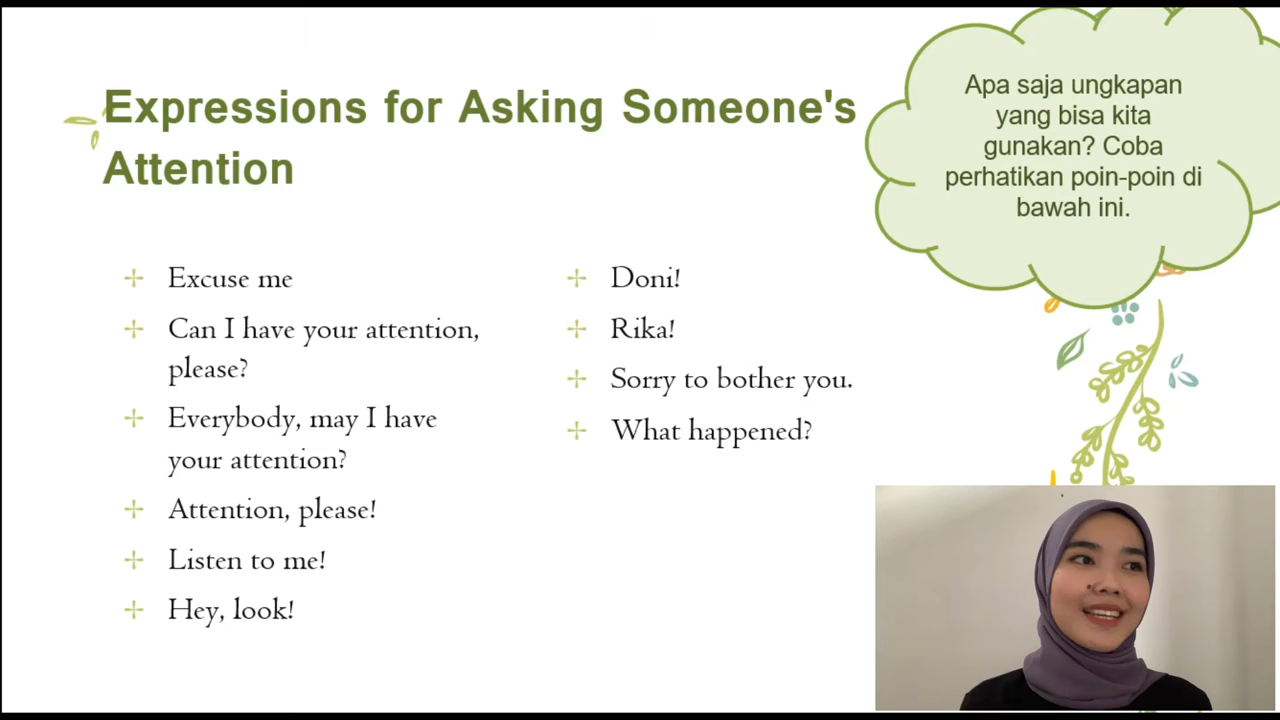 Expressions for Asking Someone's
Attention
Apa saja ungkapan
yang bisa kita
gunakan? Coba
perhatikan poin-poin di
bawah ini.
Excuse me
Can I have your attention,
please?
Everybody, may I have
your attention?
Attention, please!
Listen to me!
Hey, look!
Doni!
Rika!
Sorry to bother you.
What happened?